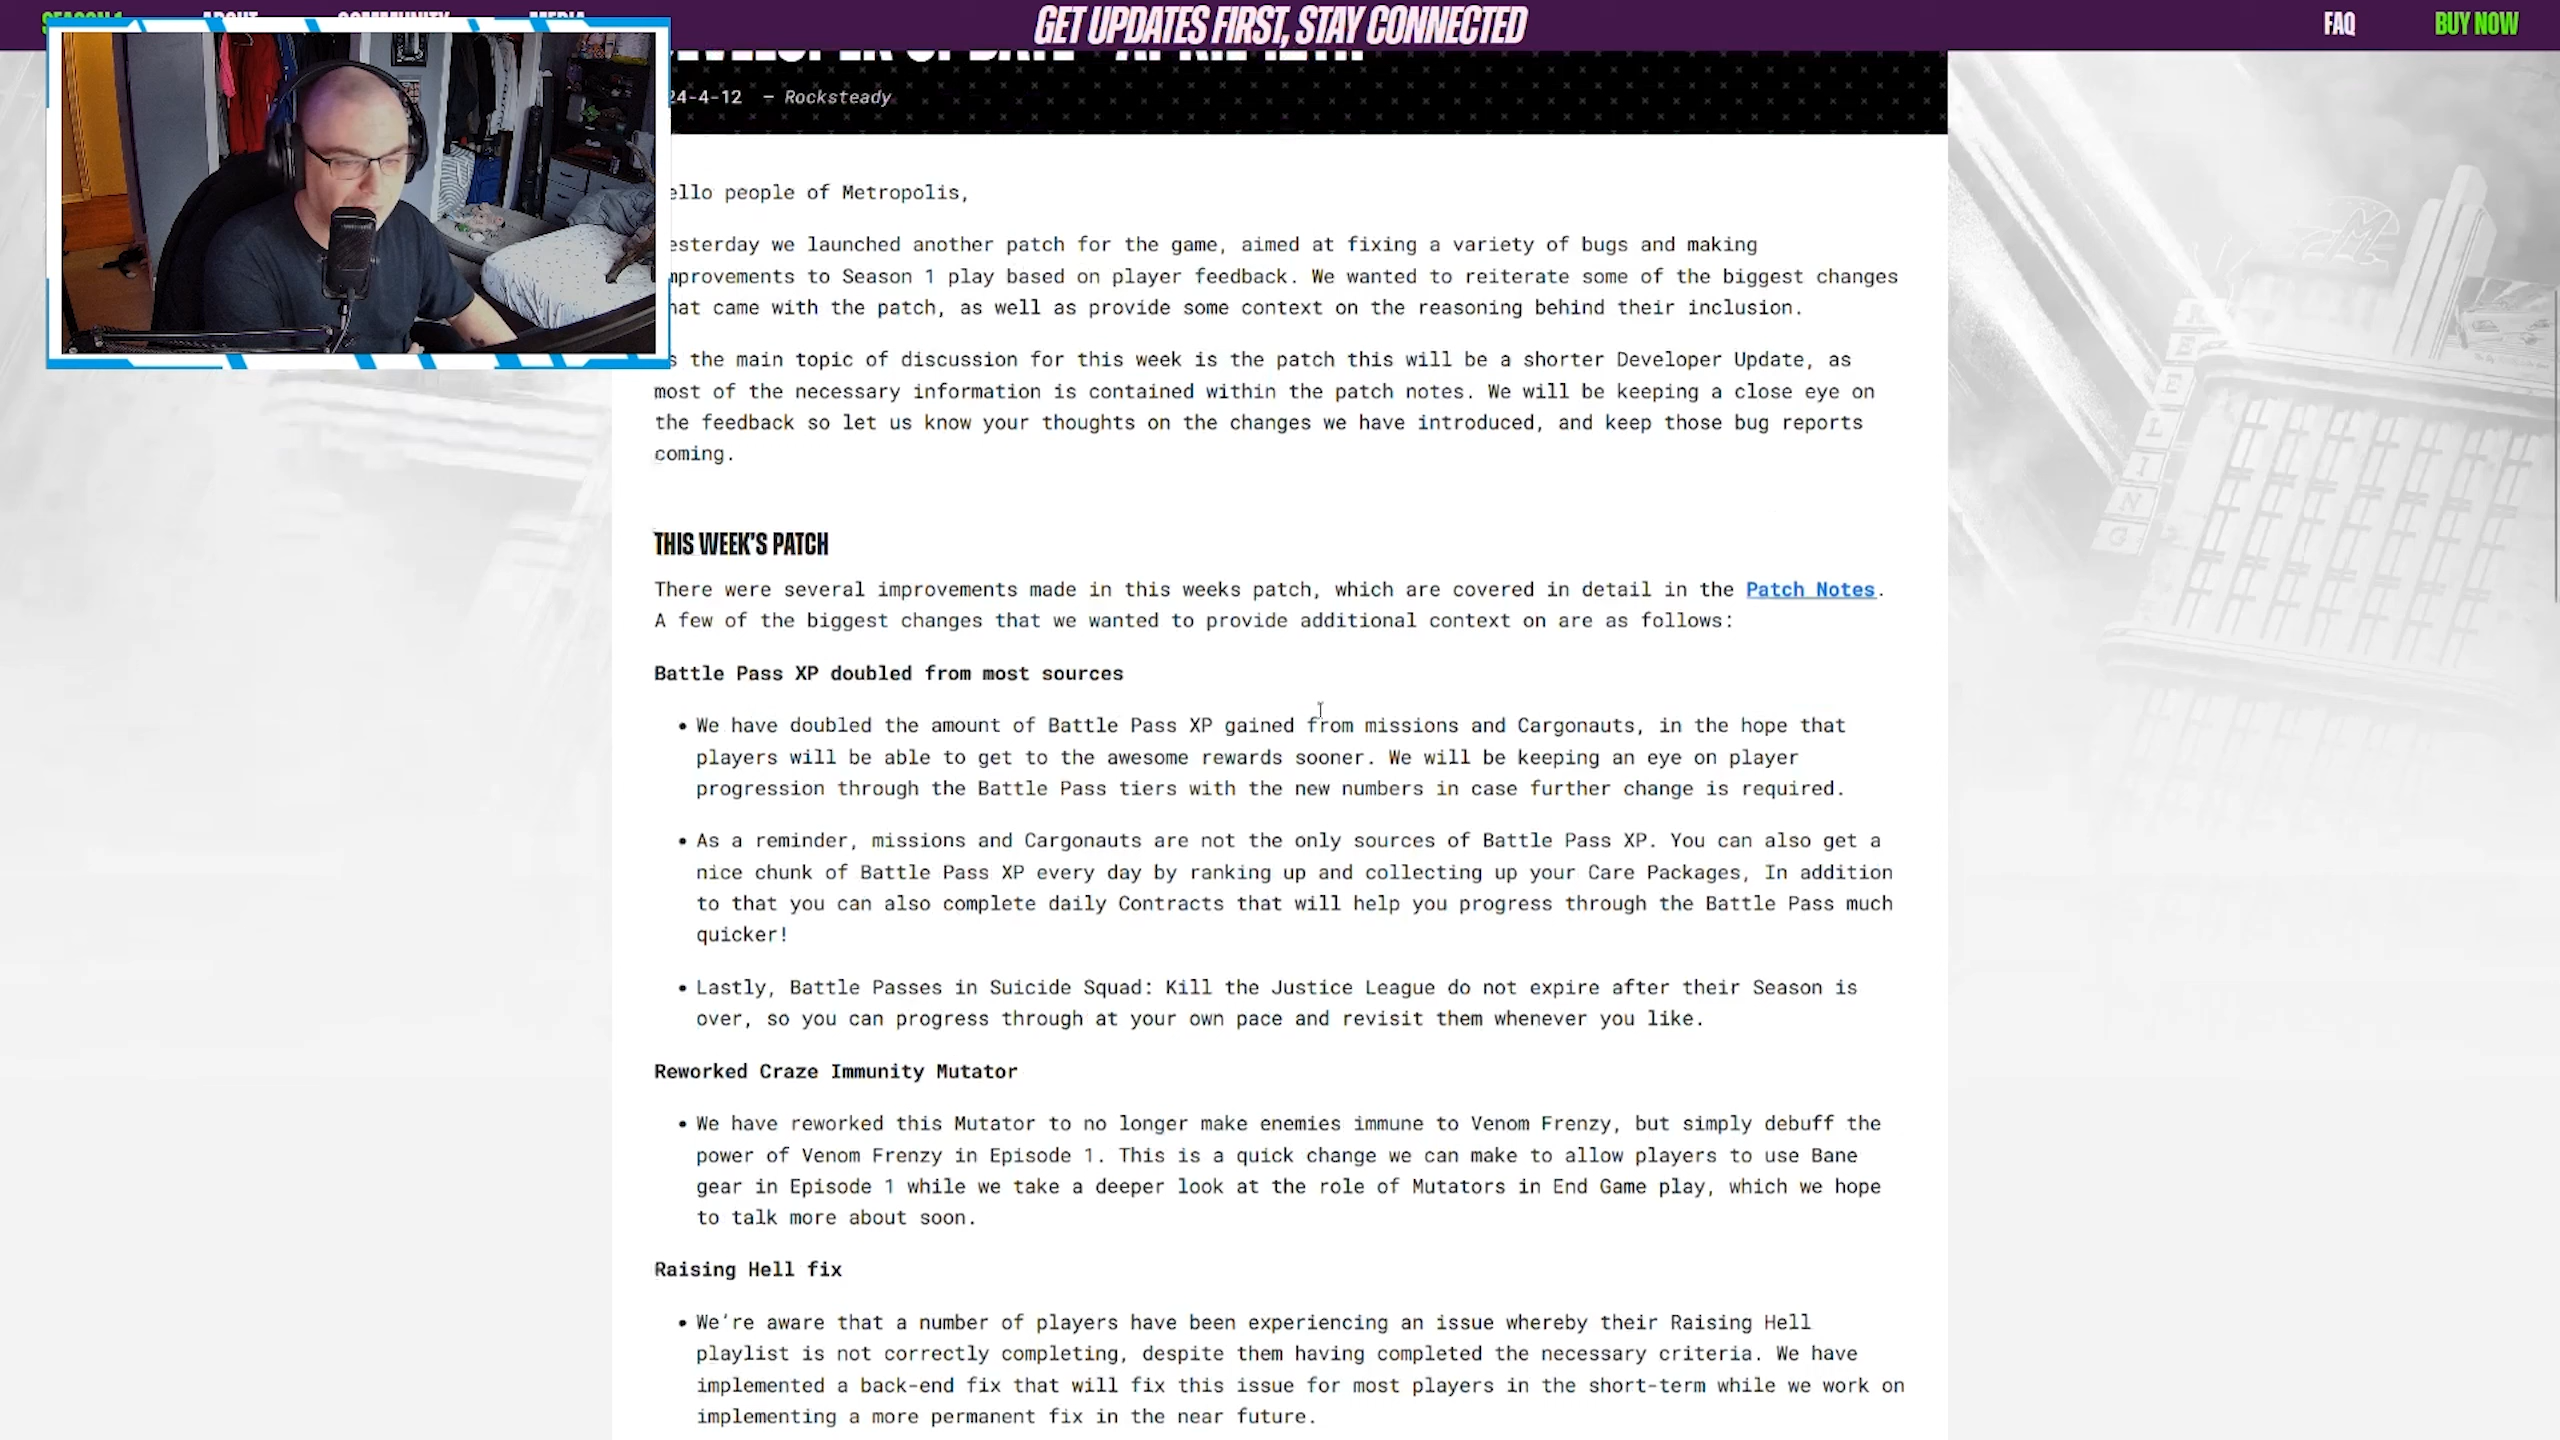 GET UPDATES FIRST, STAY CONNECTED
FAQ
BUY NOW
24-4-12 — Rocksteady
ello people of Metropolis,
esterday we launched another patch for the game, aimed at fixing a variety of bugs and making
mprovements to Season 1 play based on player feedback. We wanted to reiterate some of the biggest changes
hat came with the patch, as well as provide some context on the reasoning behind their inclusion.
s the main topic of discussion for this week is the patch this will be a shorter Developer Update, as
most of the necessary information is contained within the patch notes. We will be keeping a close eye on
the feedback so let us know your thoughts on the changes we have introduced, and keep those bug reports
coming.
THIS WEEK'S PATCH
There were several improvements made in this weeks patch, which are covered in detail in the Patch Notes.
A few of the biggest changes that we wanted to provide additional context on are as follows:
Battle Pass XP doubled from most sources
• We have doubled the amount of Battle Pass XP gained from missions and Cargonauts, in the hope that
players will be able to get to the awesome rewards sooner. We will be keeping an eye on player
progression through the Battle Pass tiers with the new numbers in case further change is required.
• As a reminder, missions and Cargonauts are not the only sources of Battle Pass XP. You can also get a
nice chunk of Battle Pass XP every day by ranking up and collecting up your Care Packages, In addition
to that you can also complete daily Contracts that will help you progress through the Battle Pass much
quicker!
• Lastly, Battle Passes in Suicide Squad: Kill the Justice League do not expire after their Season is
over, so you can progress through at your own pace and revisit them whenever you like.
Reworked Craze Immunity Mutator
• We have reworked this Mutator to no longer make enemies immune to Venom Frenzy, but simply debuff the
power of Venom Frenzy in Episode 1. This is a quick change we can make to allow players to use Bane
gear in Episode 1 while we take a deeper look at the role of Mutators in End Game play, which we hope
to talk more about soon.
Raising Hell fix
• We're aware that a number of players have been experiencing an issue whereby their Raising Hell
playlist is not correctly completing, despite them having completed the necessary criteria. We have
implemented a back-end fix that will fix this issue for most players in the short-term while we work on
implementing a more permanent fix in the near future.